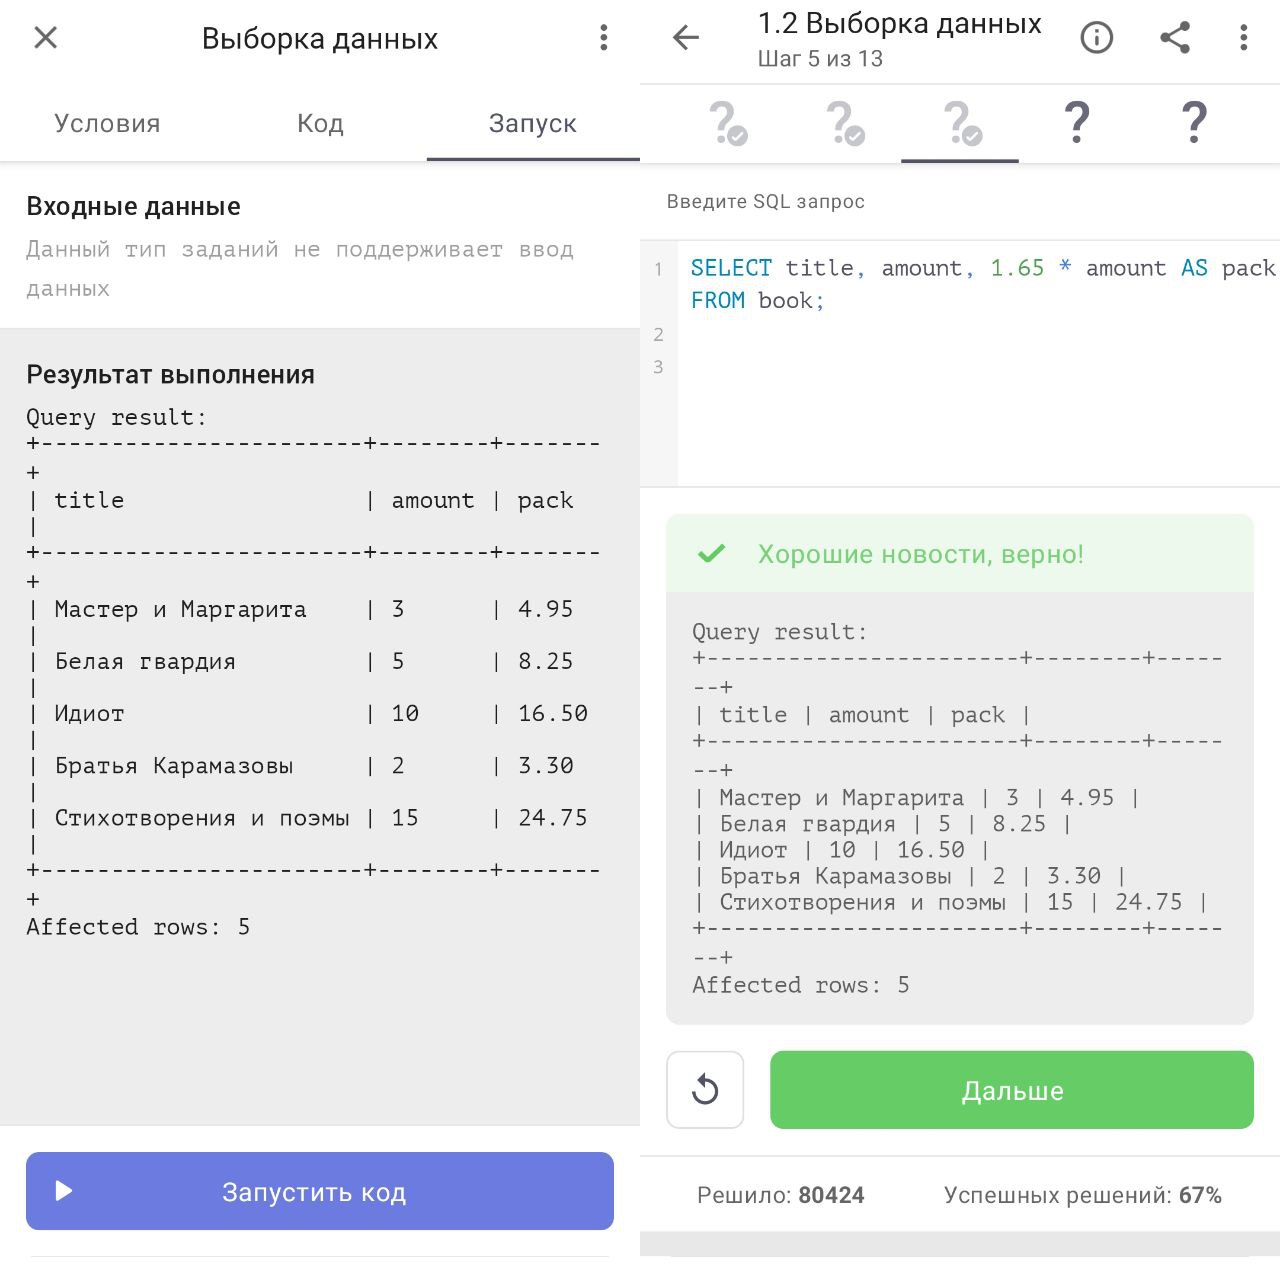 Выборка данных
Условия
Код
Запуск
Входные данные
Данный тип заданий не поддерживает ввод
данных
Результат выполнения
Query result:
+-----------------------+--------+-------
+
| title                 | amount | pack
|
+-----------------------+--------+-------
+
| Мастер и Маргарита    | 3      | 4.95
|
| Белая гвардия         | 5      | 8.25
|
| Идиот                 | 10     | 16.50
|
| Братья Карамазовы     | 2      | 3.30
|
| Стихотворения и поэмы | 15     | 24.75
|
+-----------------------+--------+-------
+
Affected rows: 5
Запустить код
1.2 Выборка данных
Шаг 5 из 13
? ? ? ? ?
Введите SQL запрос
1 SELECT title, amount, 1.65 * amount AS pack
FROM book;
2
3
Хорошие новости, верно!
Query result:
+-----------------------+--------+-----
--+
| title | amount | pack |
+-----------------------+--------+-----
--+
| Мастер и Маргарита | 3 | 4.95 |
| Белая гвардия | 5 | 8.25 |
| Идиот | 10 | 16.50 |
| Братья Карамазовы | 2 | 3.30 |
| Стихотворения и поэмы | 15 | 24.75 |
+-----------------------+--------+-----
--+
Affected rows: 5
Дальше
Решило: 80424
Успешных решений: 67%